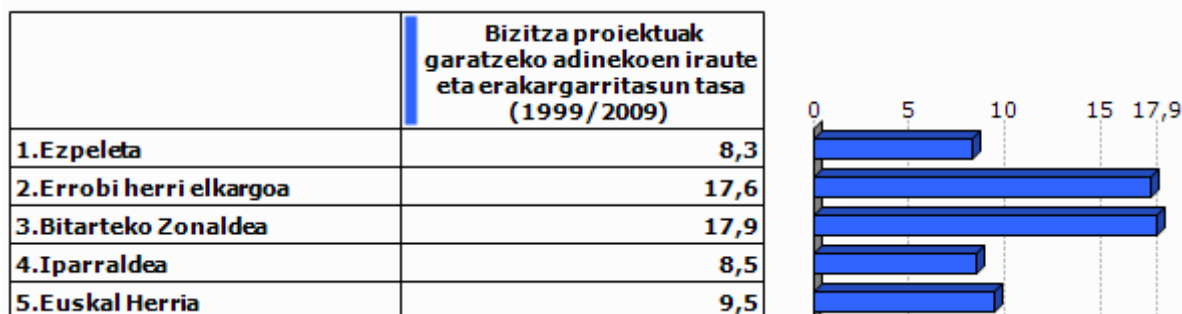 Bizitza proiektuak
garatzeko adinekoen iraute
eta erakargarritasun tasa
(1999/2009)
0 5 10 15 17,9
1.Ezpeleta 8,3
2.Errobi herri elkargoa 17,6
3.Bitarteko Zonaldea 17,9
4.Iparraldea 8,5
5.Euskal Herria 9,5